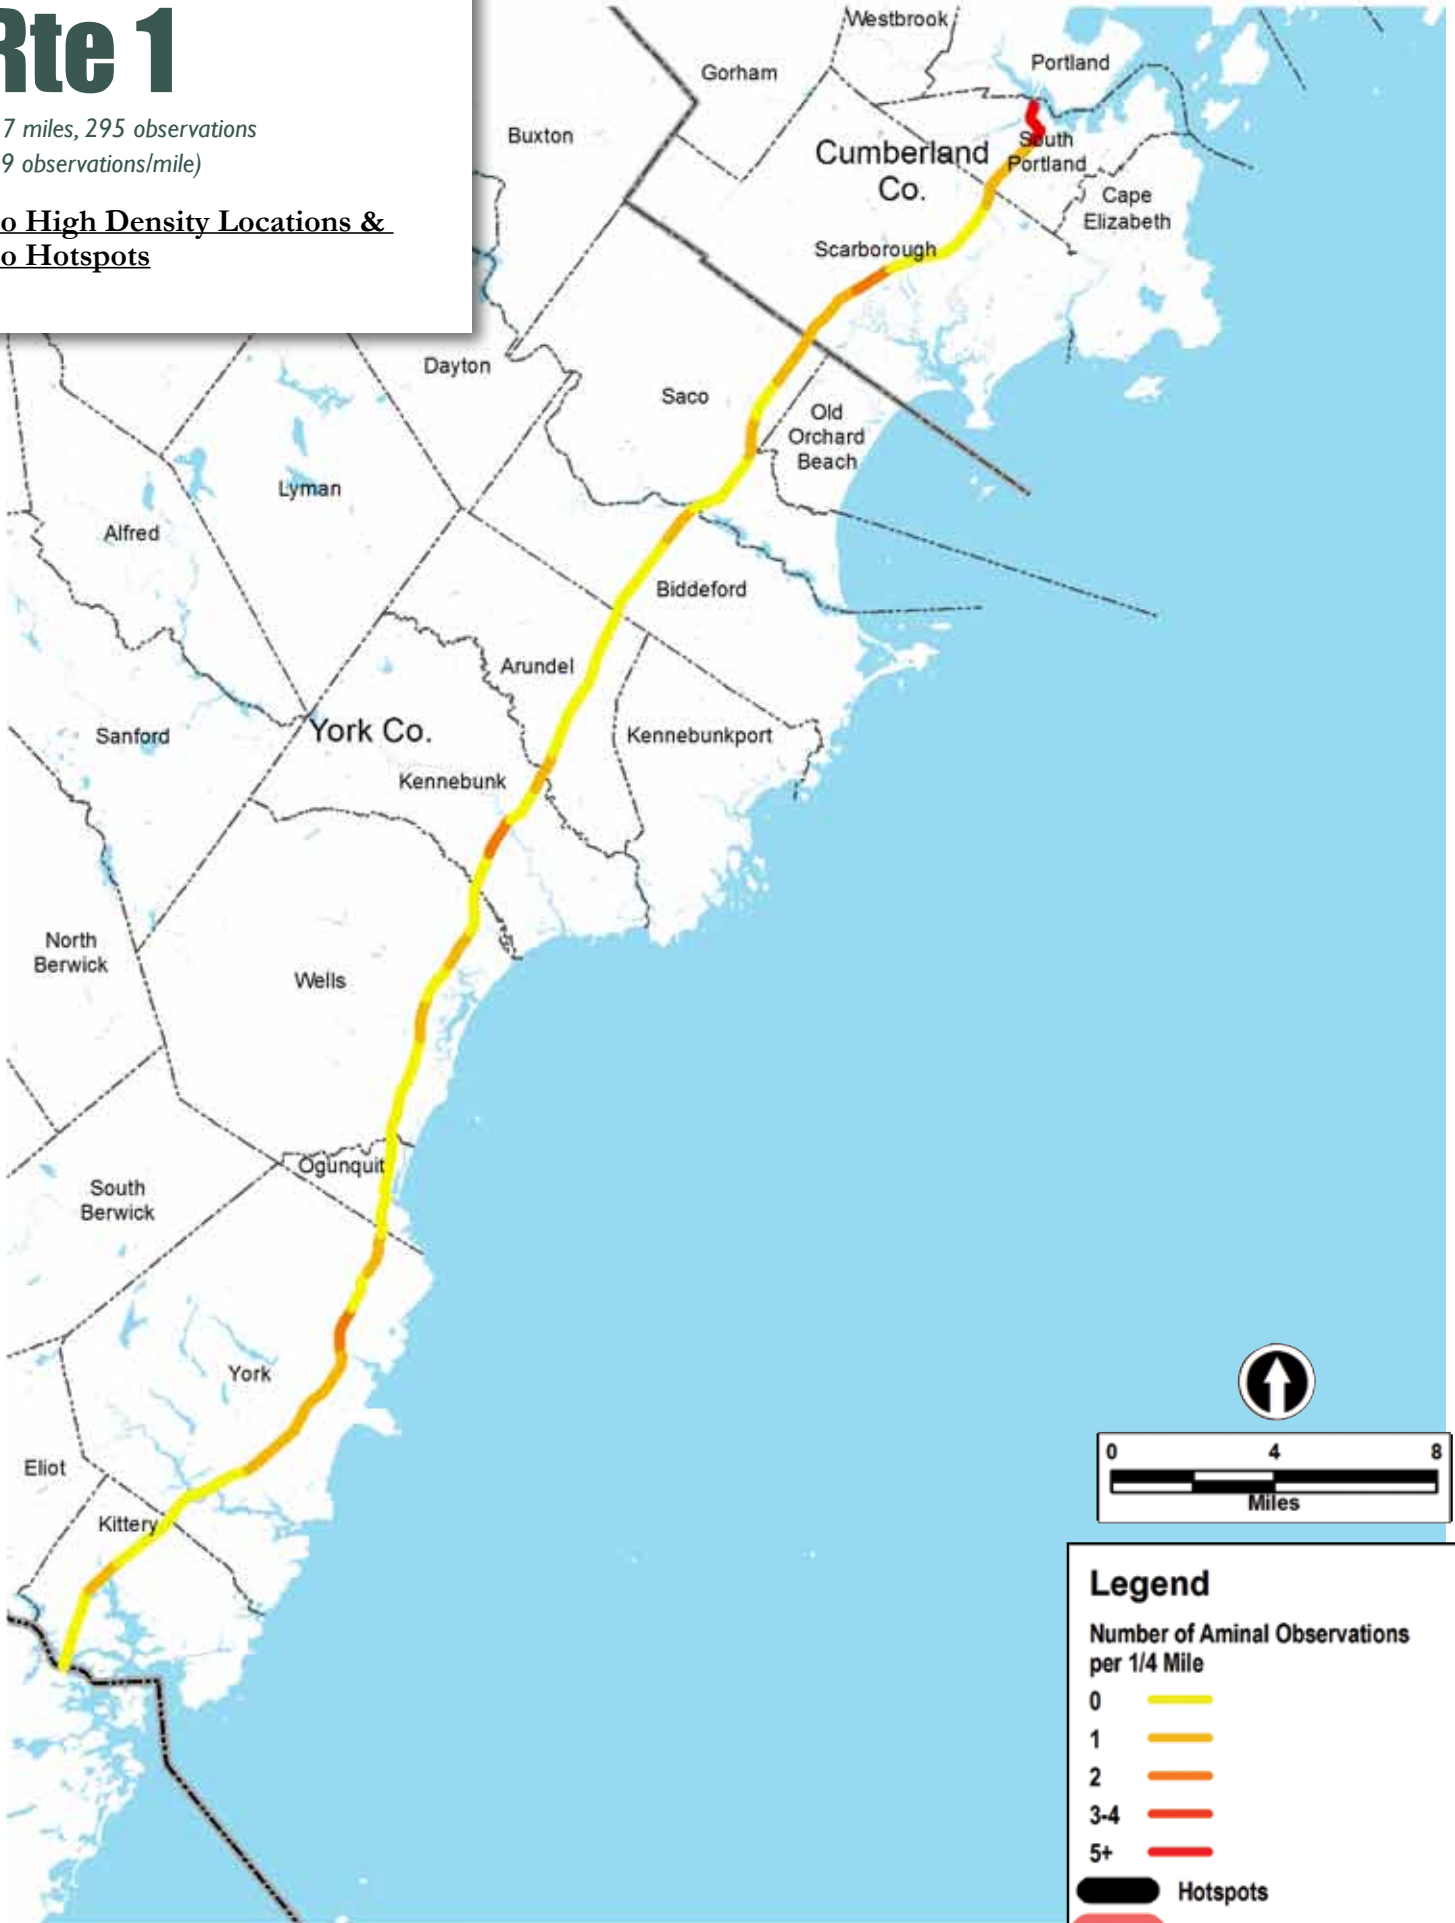 Rte 1
7 miles, 295 observations
9 observations/mile)
o High Density Locations &
o Hotspots
Westbrook
Portland
Gorham
Buxton
Cumberland
Co.
South
Portland
Cape
Elizabeth
Scarborough
Dayton
Saco
Old
Orchard
Beach
Lyman
Alfred
Biddeford
Arundel
York Co.
Sanford
Kennebunkport
Kennebunk
North
Berwick
Wells
Ogunquit
South
Berwick
York
Eliot
Kittery
0 4 8
Miles
Legend
Number of Aminal Observations
per 1/4 Mile
0
1
2
3-4
5+
Hotspots